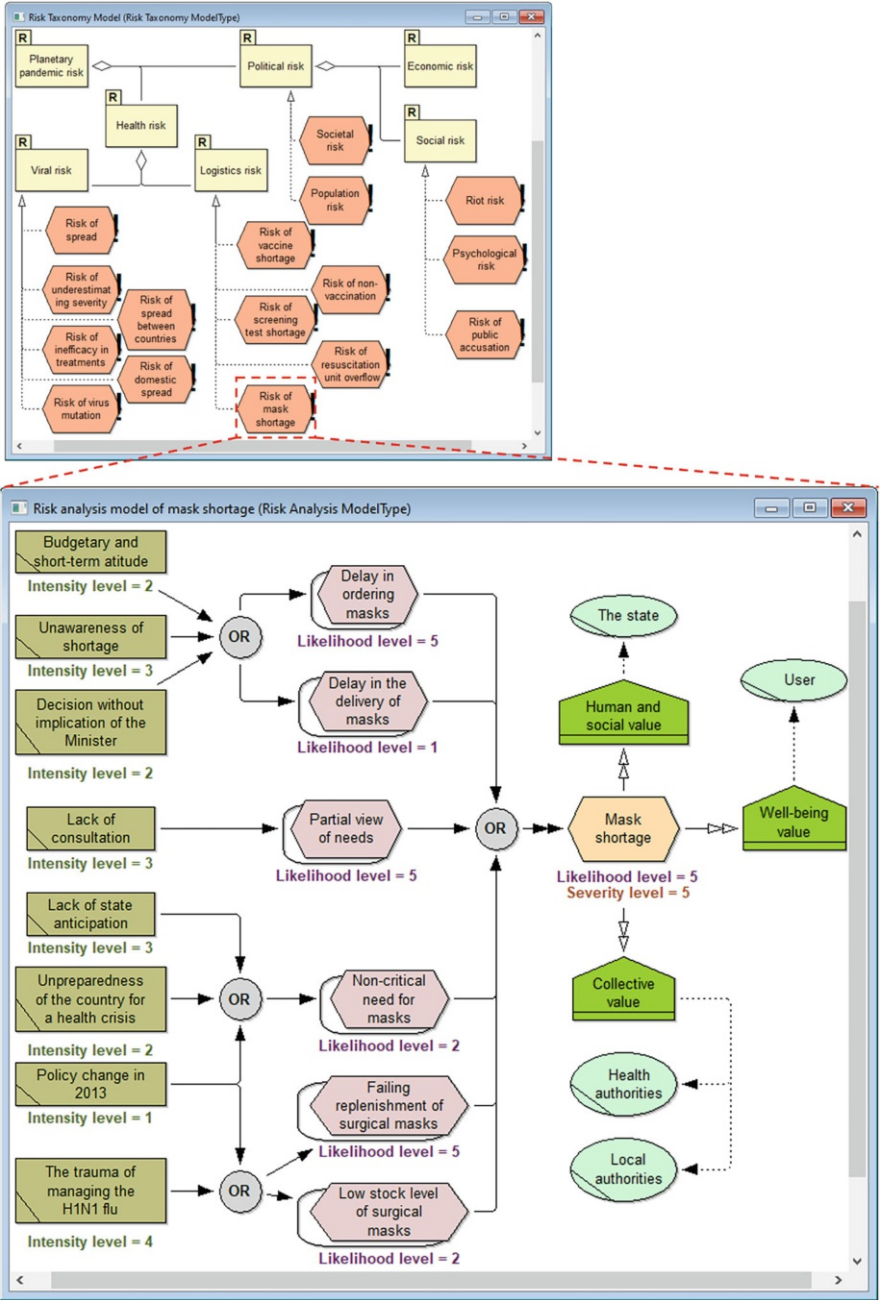 Risk Taxonomy Model (Risk Taxonomy ModelType)
R
Planetary
pandemic risk
R
Political risk
R
Economic risk
R
Health risk
R
Social risk
R
Viral risk
R
Logistics risk
Societal
risk
Population
risk
Riot risk
Psychological
risk
Risk of
public
accusation
Risk of
spread
Risk of
underestimat
ing severity
Risk of
spread
between
countries
Risk of
inefficacy in
treatments
Risk of
domestic
spread
Risk of virus
mutation
Risk of
vaccine
shortage
Risk of non-
vaccination
Risk of
screening
test shortage
Risk of
resuscitation
unit overflow
Risk of
mask
shortage
Risk analysis model of mask shortage (Risk Analysis ModelType)
Budgetary and
short-term atitude
Intensity level = 2
Unawareness of
shortage
Intensity level = 3
Decision without
implication of the
Minister
Intensity level = 2
OR
Delay in
ordering
masks
Likelihood level = 5
Delay in the
delivery of
masks
Likelihood level = 1
Lack of
consultation
Intensity level = 3
Partial view
of needs
Likelihood level = 5
OR
Mask
shortage
Likelihood level = 5
Severity level = 5
The state
Human and
social value
User
Well-being
value
Collective
value
Health
authorities
Local
authorities
Lack of state
anticipation
Intensity level = 3
Unpreparedness
of the country for
a health crisis
Intensity level = 2
Policy change in
2013
Intensity level = 1
OR
Non-critical
need for
masks
Likelihood level = 2
Failing
replenishment of
surgical masks
Likelihood level = 5
The trauma of
managing the
H1N1 flu
Intensity level = 4
OR
Low stock level
of surgical
masks
Likelihood level = 2